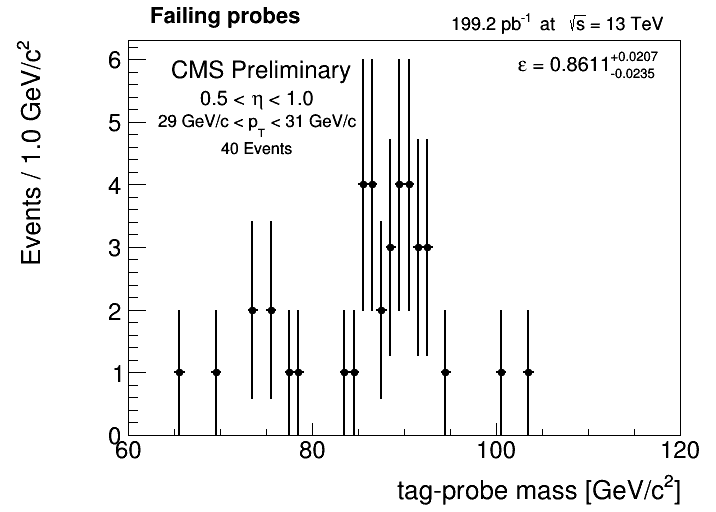 Failing probes
199.2 pb⁻¹ at √s = 13 TeV
CMS Preliminary
0.5 < η < 1.0
29 GeV/c < p_T < 31 GeV/c
40 Events
ε = 0.8611 +0.0207 -0.0235
Events / 1.0 GeV/c²
6
5
4
3
2
1
0
60 80 100 120
tag-probe mass [GeV/c²]